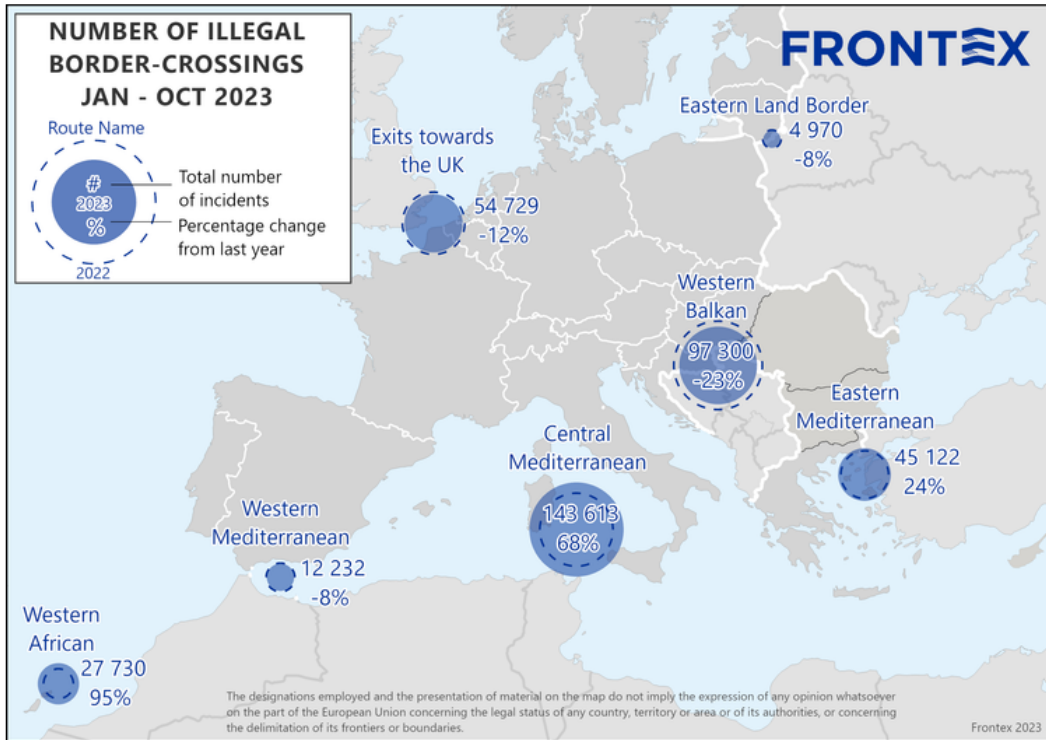 NUMBER OF ILLEGAL
BORDER-CROSSINGS
JAN - OCT 2023
Route Name
#
2023
%
2022
Total number
of incidents
Percentage change
from last year
FRONTEX
Eastern Land Border
4 970
-8%
Exits towards
the UK
54 729
-12%
Western
Balkan
97 300
-23%
Eastern
Mediterranean
45 122
24%
Central
Mediterranean
143 613
68%
Western
Mediterranean
12 232
-8%
Western
African
27 730
95%
The designations employed and the presentation of material on the map do not imply the expression of any opinion whatsoever
on the part of the European Union concerning the legal status of any country, territory or area or of its authorities, or concerning
the delimitation of its frontiers or boundaries.
Frontex 2023